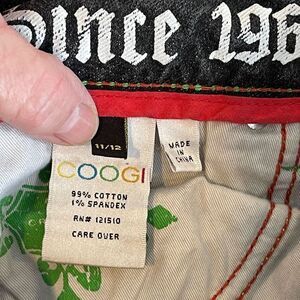 Since 196
11/12
COOGI
99% COTTON
1% SPANDEX
RN# 121510
CARE OVER
MADE
IN
CHINA